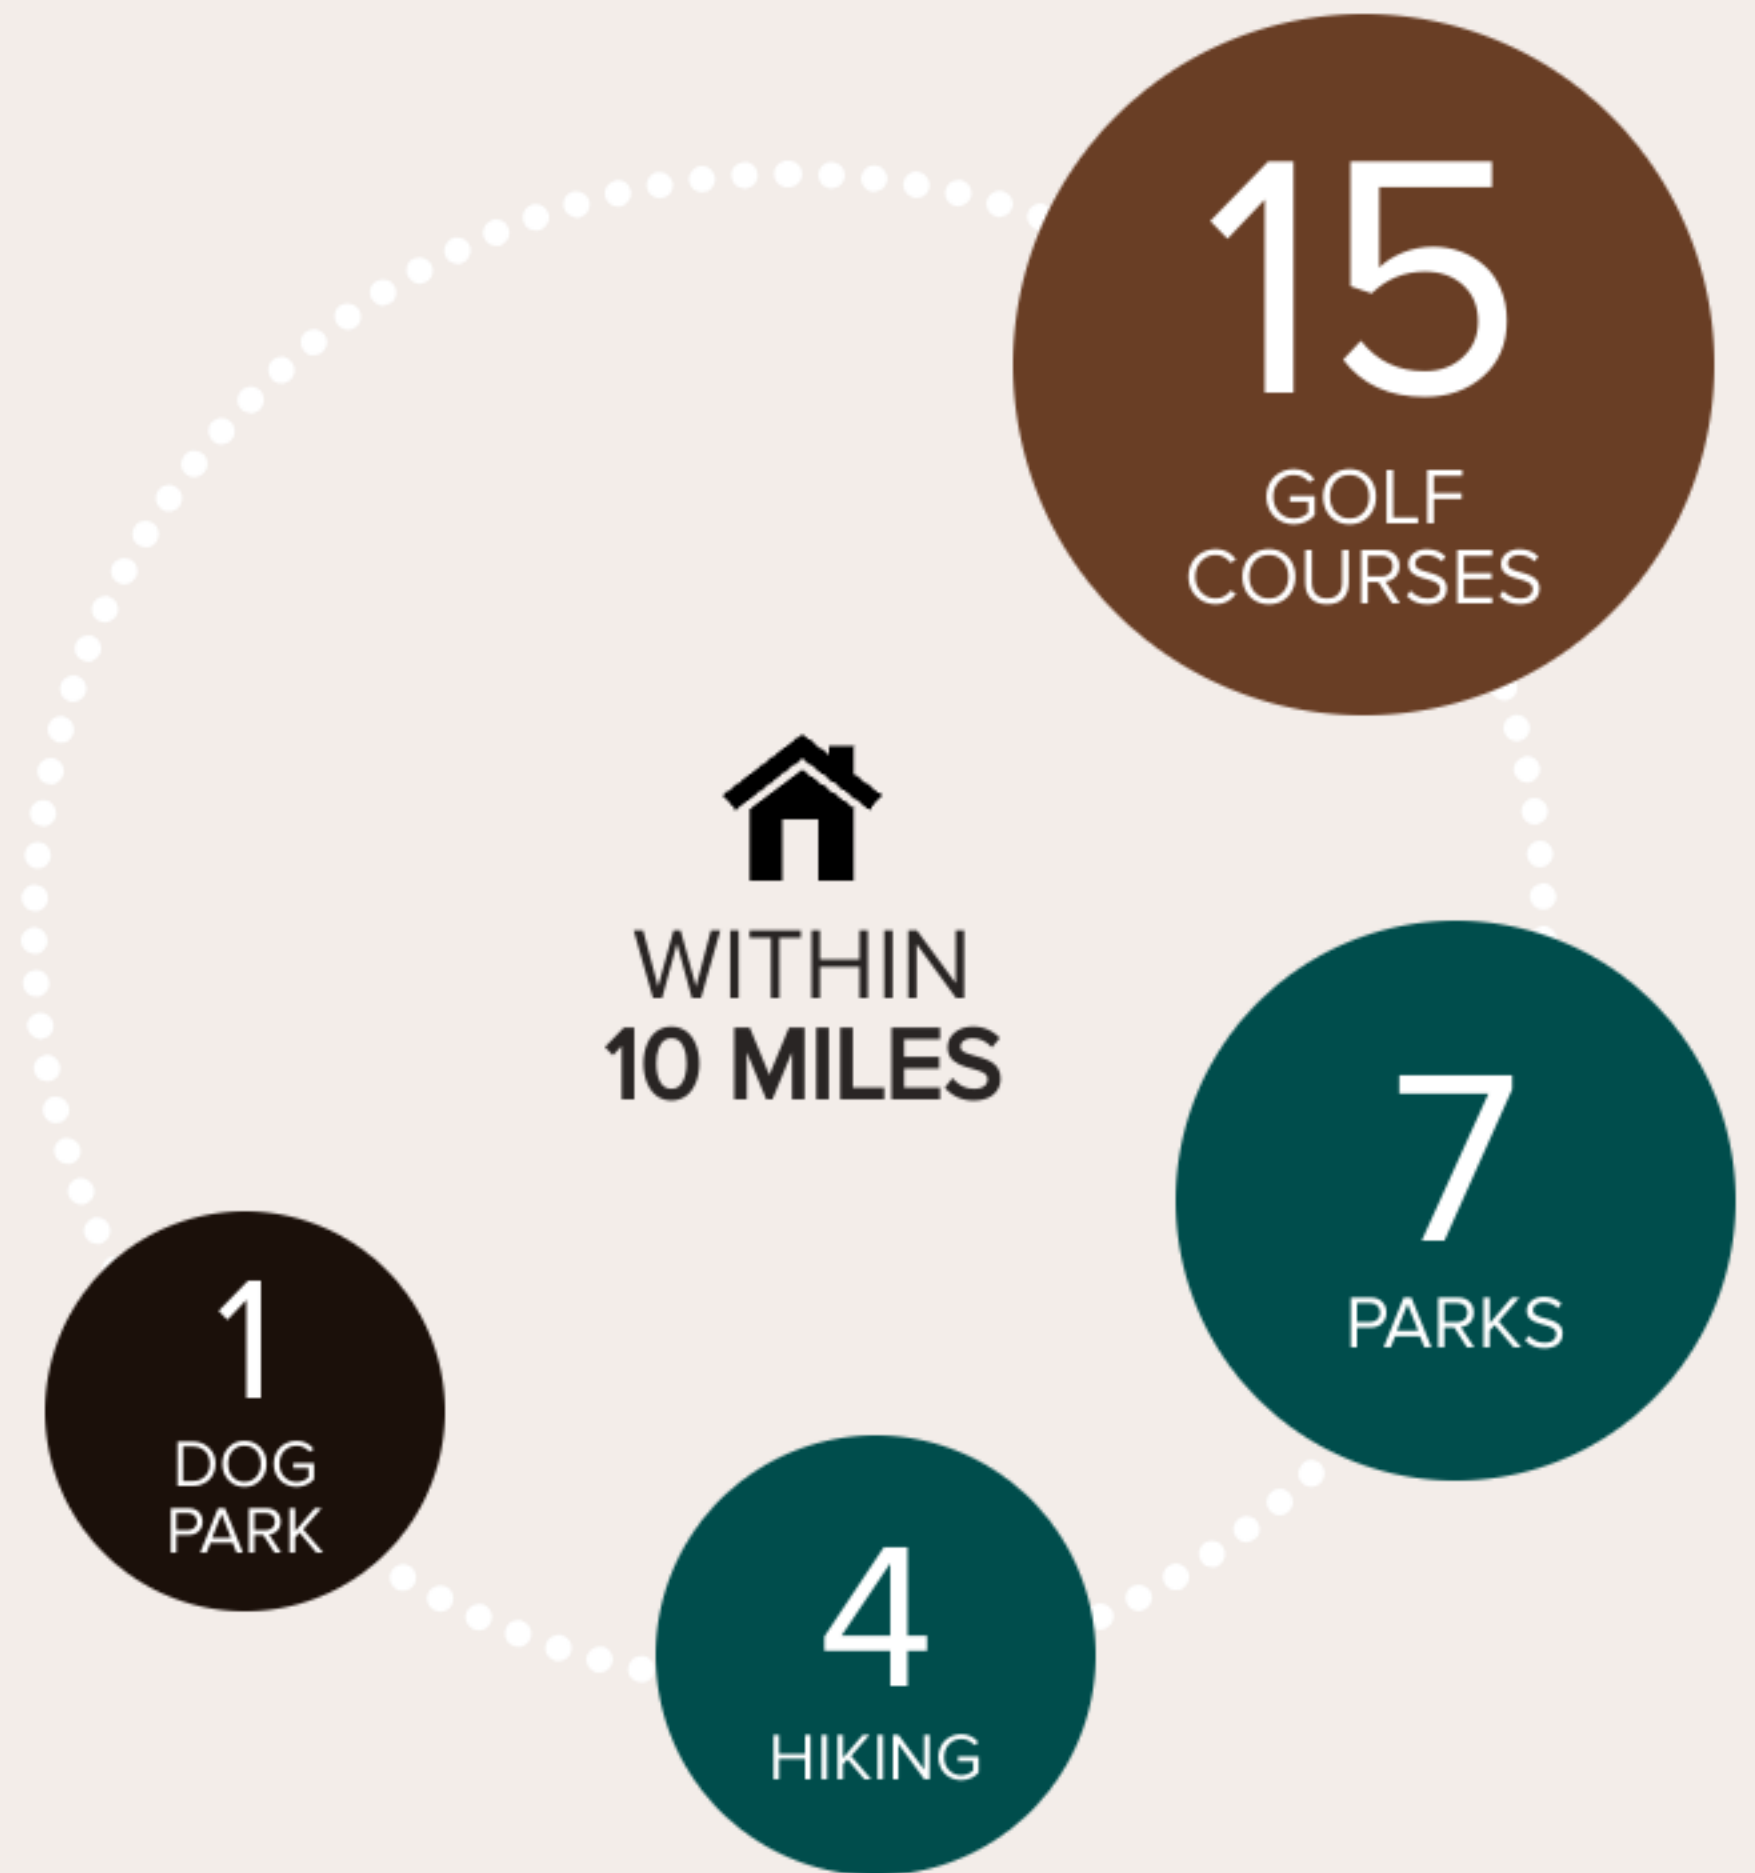 15
GOLF
COURSES
WITHIN
10 MILES
7
PARKS
1
DOG
PARK
4
HIKING